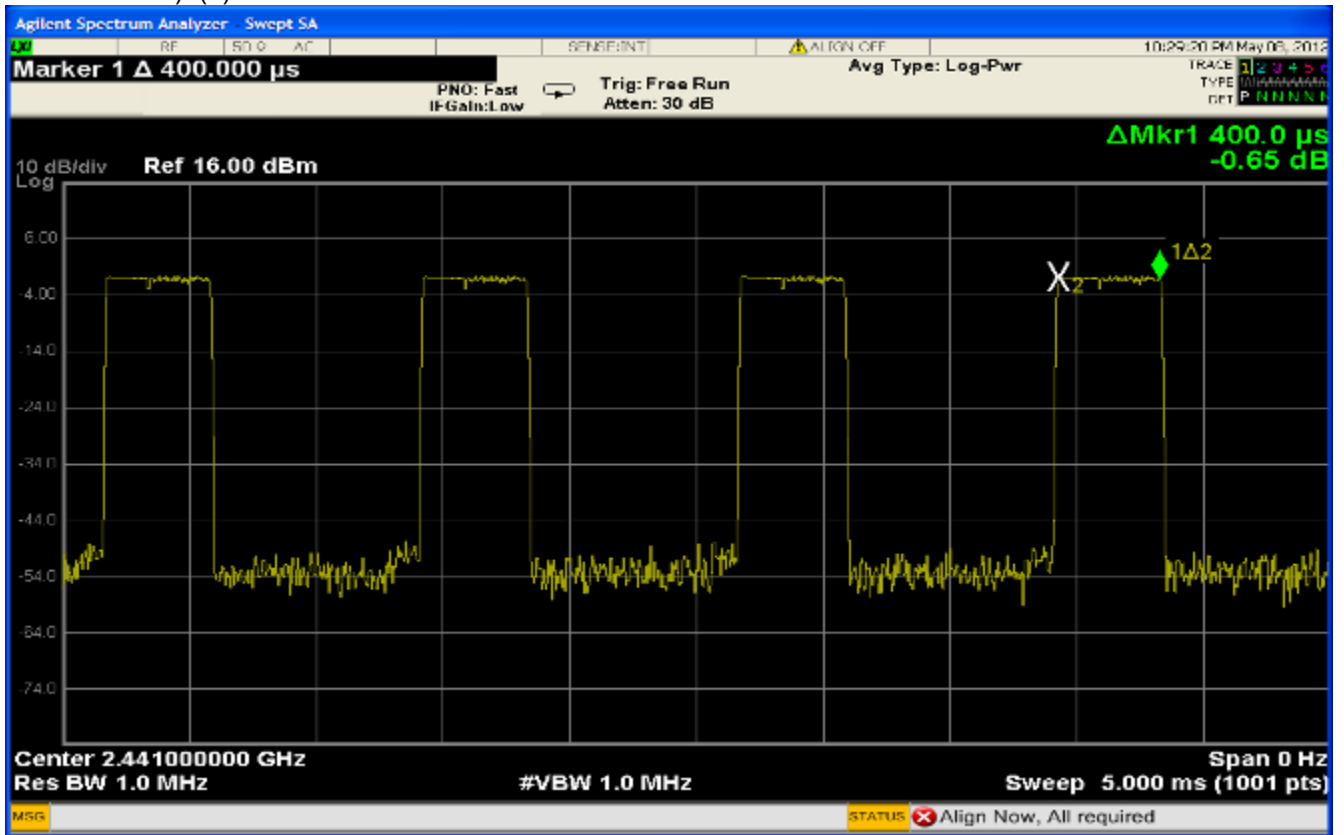 Agilent Spectrum Analyzer - Swept SA
LXI RF 50 Ω AC SENSE:INT ALIGN OFF 10:29:20 PM May 08, 2012
Marker 1 Δ 400.000 µs
PNO: Fast
IFGain:Low
Trig: Free Run
Atten: 30 dB
Avg Type: Log-Pwr
TRACE 1 2 3 4 5 6
TYPE
DET P N N N N N
ΔMkr1 400.0 µs
-0.65 dB
10 dB/div Ref 16.00 dBm
Log
6.00
-4.00
-14.0
-24.0
-34.0
-44.0
-54.0
-64.0
-74.0
X2
1Δ2
Center 2.441000000 GHz Span 0 Hz
Res BW 1.0 MHz #VBW 1.0 MHz Sweep 5.000 ms (1001 pts)
MSG STATUS Align Now, All required